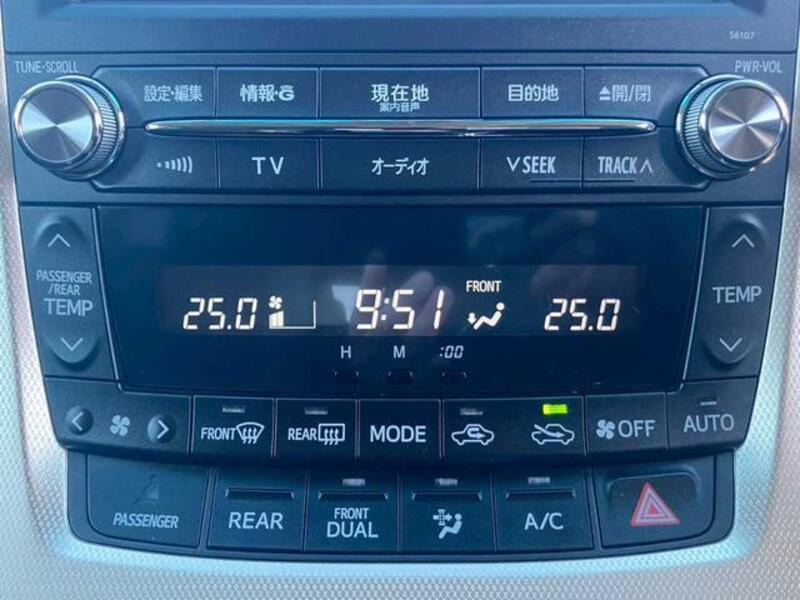 56107
TUNE·SCROLL
PWR·VOL
設定·編集
情報·G
現在地
案内音声
目的地
開/閉
TV
オーディオ
SEEK
TRACK
PASSENGER
/REAR
TEMP
25.0
9:51
FRONT
25.0
TEMP
H
M
:00
FRONT
REAR
MODE
OFF
AUTO
PASSENGER
REAR
FRONT
DUAL
A/C